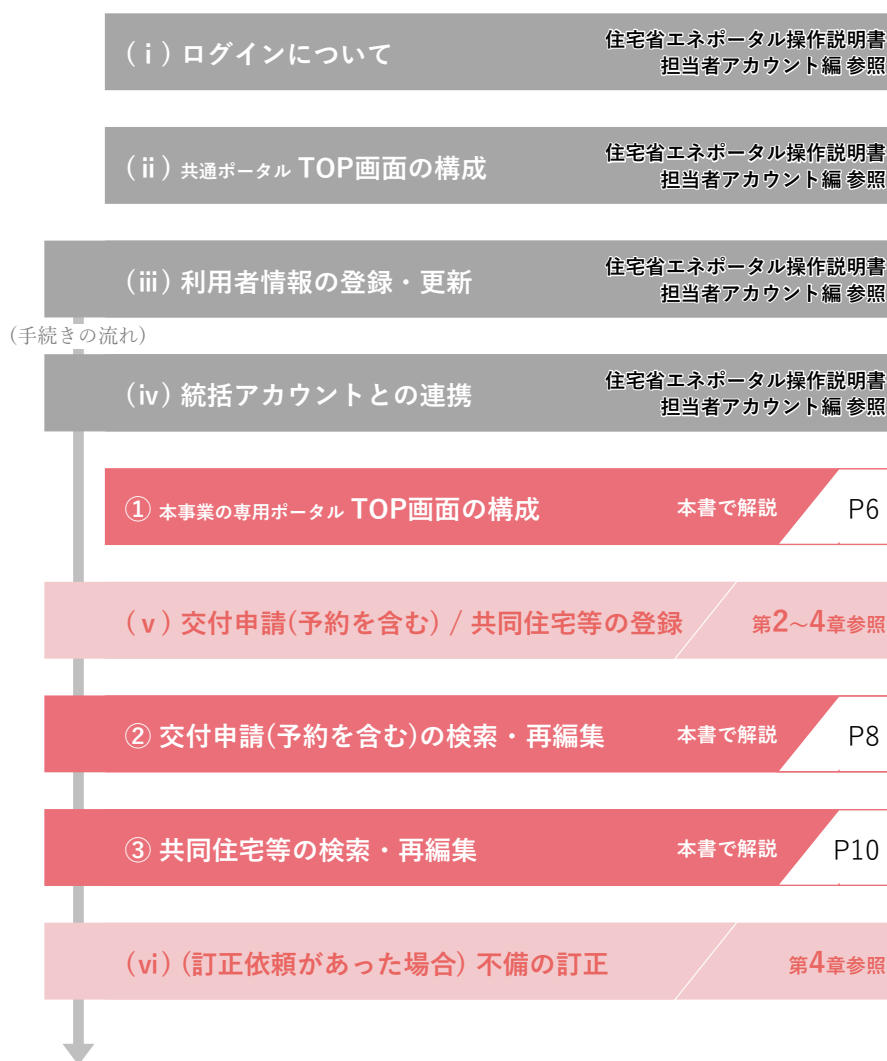 (ⅰ) ログインについて
住宅省エネポータル操作説明書
担当者アカウント編 参照
(ⅱ) 共通ポータル TOP画面の構成
住宅省エネポータル操作説明書
担当者アカウント編 参照
(ⅲ) 利用者情報の登録・更新
住宅省エネポータル操作説明書
担当者アカウント編 参照
(手続きの流れ)
(ⅳ) 統括アカウントとの連携
住宅省エネポータル操作説明書
担当者アカウント編 参照
① 本事業の専用ポータル TOP画面の構成
本書で解説
P6
(ⅴ) 交付申請(予約を含む) / 共同住宅等の登録
第2～4章参照
② 交付申請(予約を含む)の検索・再編集
本書で解説
P8
③ 共同住宅等の検索・再編集
本書で解説
P10
(ⅵ) (訂正依頼があった場合) 不備の訂正
第4章参照